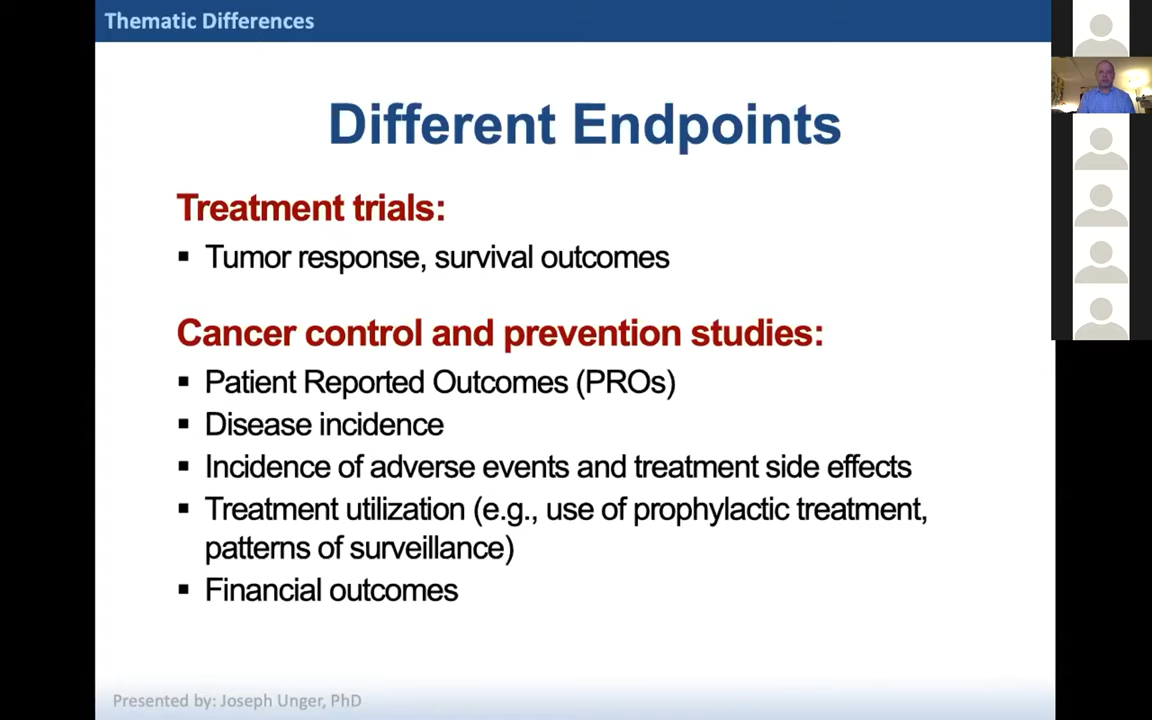 Thematic Differences
Different Endpoints
Treatment trials:
▪ Tumor response, survival outcomes
Cancer control and prevention studies:
▪ Patient Reported Outcomes (PROs)
▪ Disease incidence
▪ Incidence of adverse events and treatment side effects
▪ Treatment utilization (e.g., use of prophylactic treatment,
patterns of surveillance)
▪ Financial outcomes
Presented by: Joseph Unger, PhD